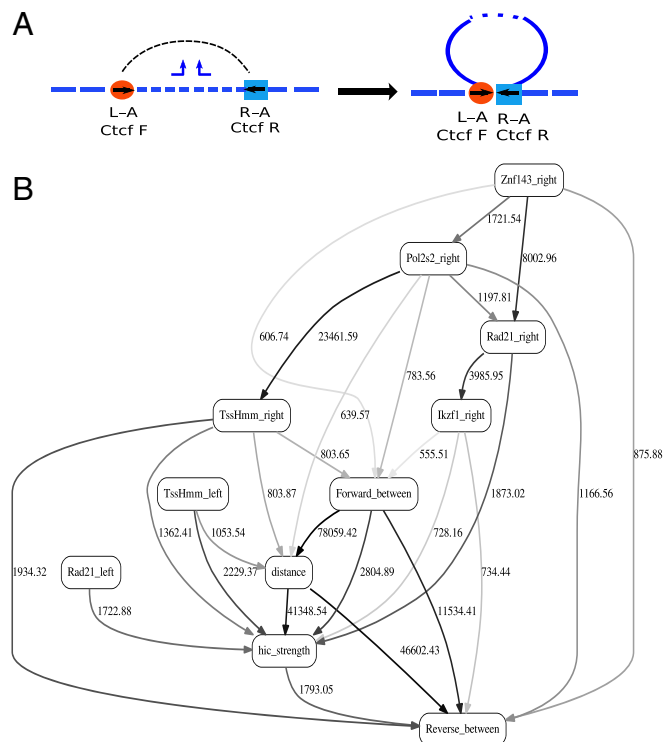 A
L-A
Ctcf F
R-A
Ctcf R
L-A
Ctcf F
R-A
Ctcf R
B
Znf143_right
1721.54
Pol2s2_right
8002.96
1197.81
606.74
23461.59
Rad21_right
783.56
3985.95
639.57
TssHmm_right
Ikzf1_right
803.65
555.51
875.88
TssHmm_left
803.87
Forward_between
1873.02
1166.56
1362.41
1053.54
78059.42
728.16
1934.32
Rad21_left
2229.37
distance
2804.89
734.44
1722.88
41348.54
11534.41
hic_strength
46602.43
1793.05
Reverse_between